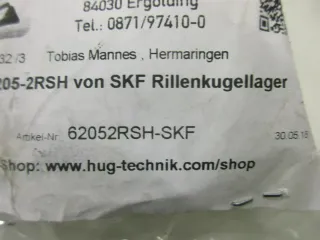 84030 Ergolding
Tel.: 0871/97410-0
32 /3 Tobias Mannes , Hermaringen
205-2RSH von SKF Rillenkugellager
Artikel-Nr 62052RSH-SKF 30.05.18
Shop: www.hug-technik.com/shop